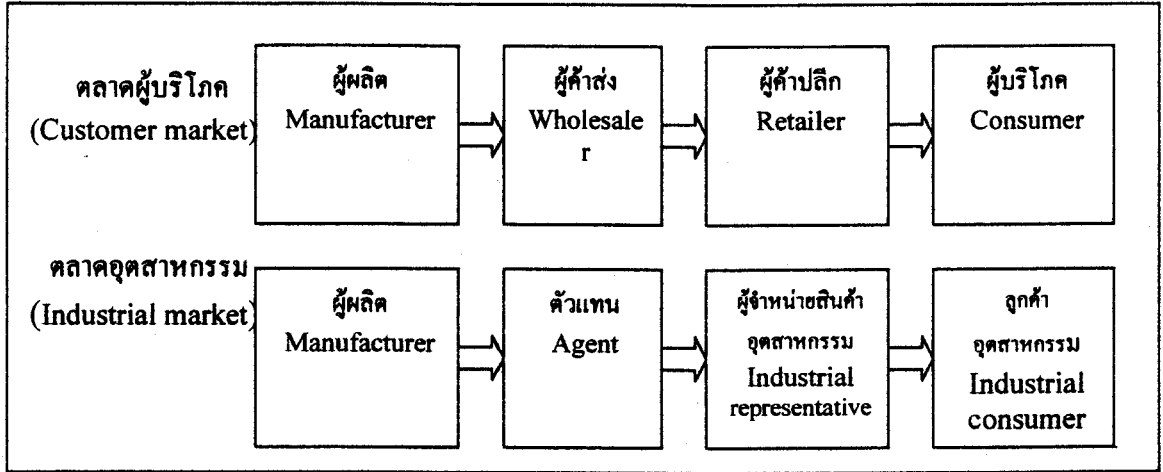 ตลาดผู้บริโภค
(Customer market)
ผู้ผลิต
Manufacturer
ผู้ค้าส่ง
Wholesale
r
ผู้ค้าปลีก
Retailer
ผู้บริโภค
Consumer
ตลาดอุตสาหกรรม
(Industrial market)
ผู้ผลิต
Manufacturer
ตัวแทน
Agent
ผู้จำหน่ายสินค้า
อุตสาหกรรม
Industrial
representative
ลูกค้า
อุตสาหกรรม
Industrial
consumer